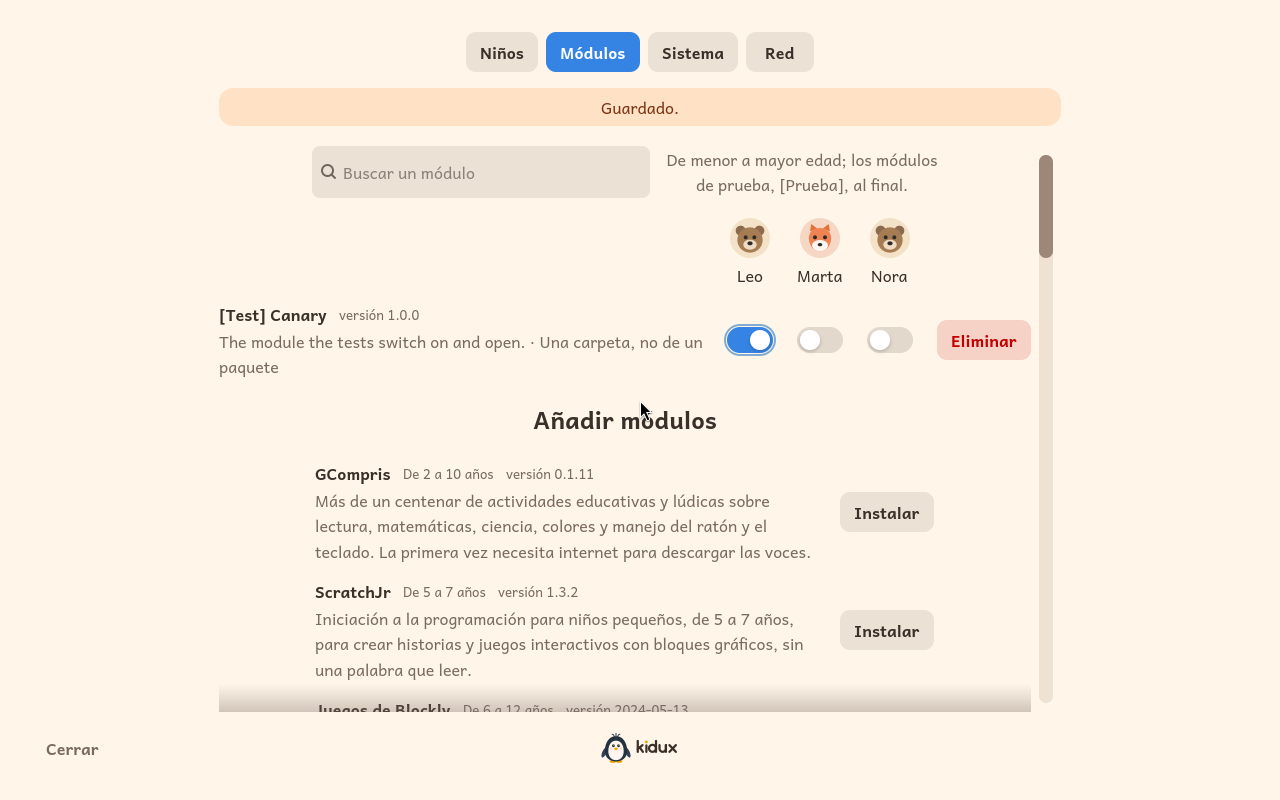 Niños Módulos Sistema Red
Guardado.
Buscar un módulo
De menor a mayor edad; los módulos
de prueba, [Prueba], al final.
Leo Marta Nora
[Test] Canary versión 1.0.0
The module the tests switch on and open. · Una carpeta, no de un
paquete
Eliminar
Añadir módulos
GCompris De 2 a 10 años versión 0.1.11
Más de un centenar de actividades educativas y lúdicas sobre
lectura, matemáticas, ciencia, colores y manejo del ratón y el
teclado. La primera vez necesita internet para descargar las voces.
Instalar
ScratchJr De 5 a 7 años versión 1.3.2
Iniciación a la programación para niños pequeños, de 5 a 7 años,
para crear historias y juegos interactivos con bloques gráficos, sin
una palabra que leer.
Instalar
Juegos de Blockly De 6 a 12 años versión 2024-05-13
Cerrar
kidux